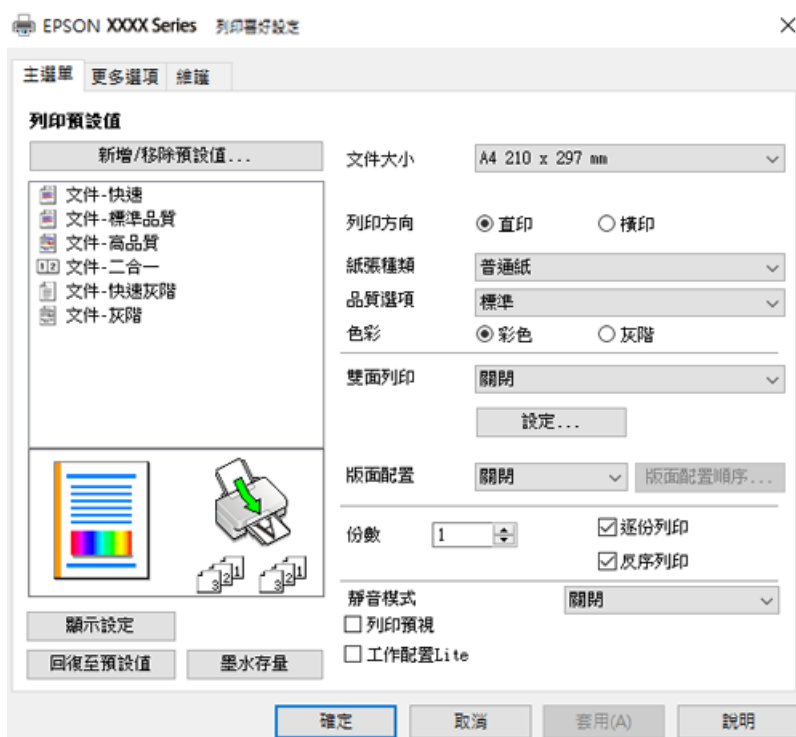 EPSON XXXX Series 列印喜好設定
主選單 更多選項 維護
列印預設值
新增/移除預設值...
文件-快速
文件-標準品質
文件-高品質
文件-二合一
文件-快速灰階
文件-灰階
顯示設定
回復至預設值 墨水存量
文件大小 A4 210 x 297 mm
列印方向 直印 橫印
紙張種類 普通紙
品質選項 標準
色彩 彩色 灰階
雙面列印 關閉
設定...
版面配置 關閉 版面配置順序...
份數 1 逐份列印
反序列印
靜音模式 關閉
列印預視
工作配置Lite
確定 取消 套用(A) 說明